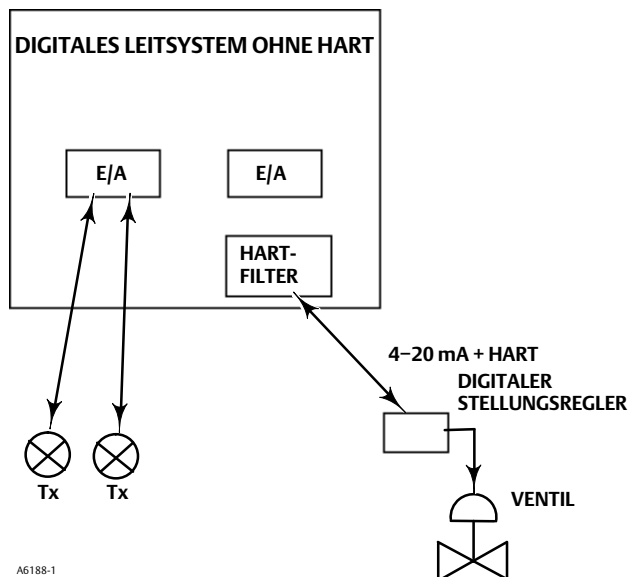 DIGITALES LEITSYSTEM OHNE HART
E/A
E/A
HART-
FILTER
4–20 mA + HART
DIGITALER
STELLUNGSREGLER
Tx
Tx
VENTIL
A6188-1